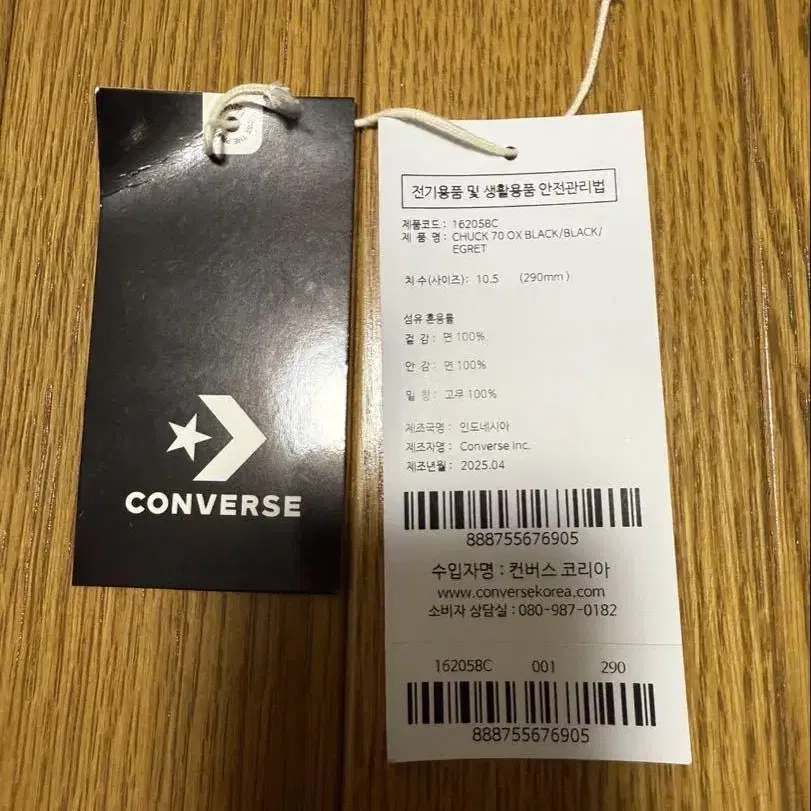 CONVERSE
전기용품 및 생활용품 안전관리법
제품코드 : 162058C
제 품 명 : CHUCK 70 OX BLACK/BLACK/
EGRET
치 수(사이즈) : 10.5 (290mm )
섬유 혼용률
겉 감 : 면 100%
안 감 : 면 100%
밑 창 : 고무 100%
제조국명 : 인도네시아
제조자명 : Converse Inc.
제조년월 : 2025.04
888755676905
수입자명 : 컨버스 코리아
www.conversekorea.com
소비자 상담실 : 080-987-0182
162058C 001 290
888755676905